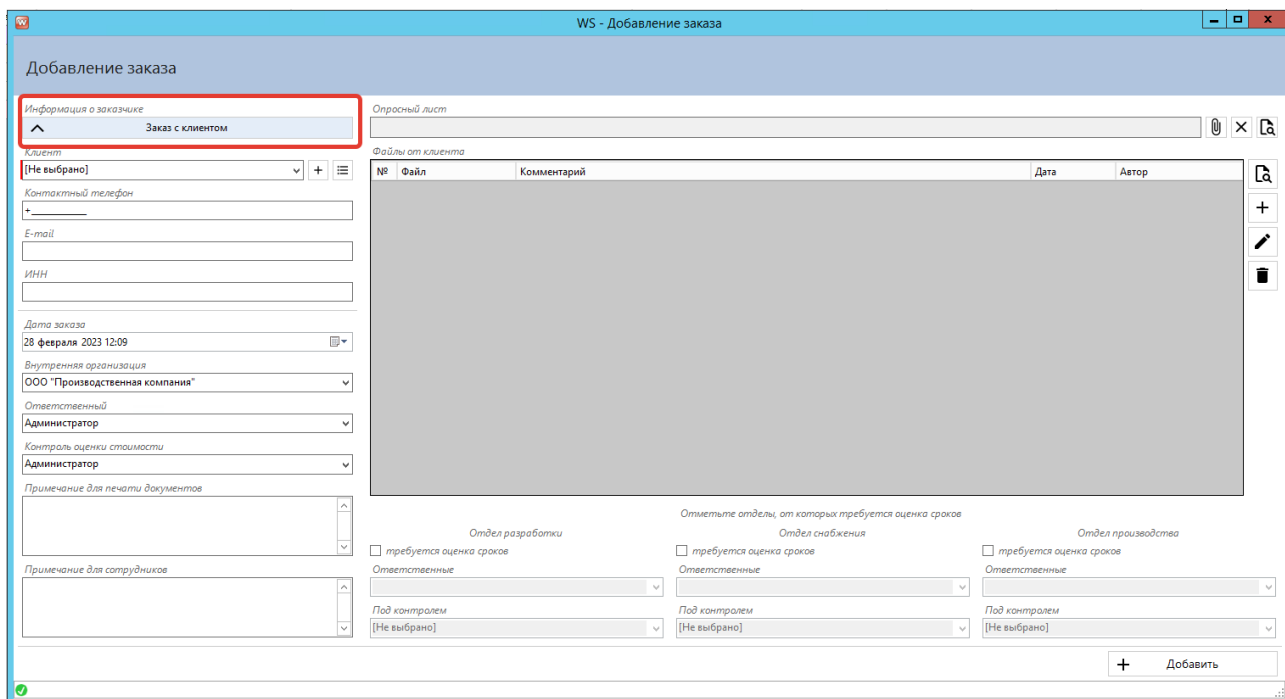 WS - Добавление заказа
Добавление заказа
Информация о заказчике
Заказ с клиентом
Клиент
[Не выбрано]
Контактный телефон
+___________
E-mail
ИНН
Дата заказа
28 февраля 2023 12:09
Внутренняя организация
ООО "Производственная компания"
Ответственный
Администратор
Контроль оценки стоимости
Администратор
Примечание для печати документов
Примечание для сотрудников
Опросный лист
Файлы от клиента
№ Файл Комментарий Дата Автор
Отметьте отделы, от которых требуется оценка сроков
Отдел разработки Отдел снабжения Отдел производства
требуется оценка сроков требуется оценка сроков требуется оценка сроков
Ответственные Ответственные Ответственные
Под контролем Под контролем Под контролем
[Не выбрано] [Не выбрано] [Не выбрано]
+ Добавить